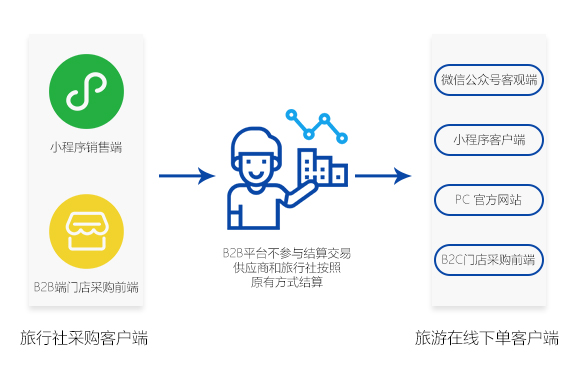 小程序销售端
B2B端门店采购前端
旅行社采购客户端
B2B平台不参与结算交易
供应商和旅行社按照
原有方式结算
微信公众号客观端
小程序客户端
PC 官方网站
B2C门店采购前端
旅游在线下单客户端